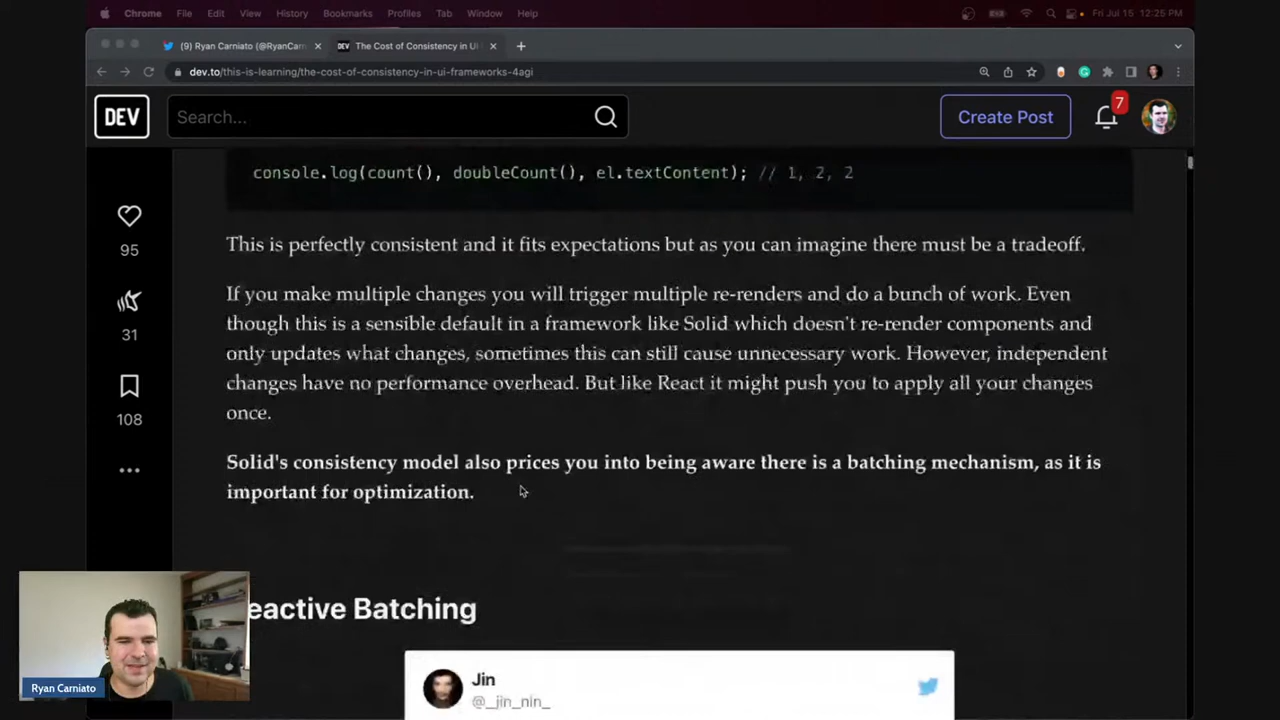 Chrome File Edit View History Bookmarks Profiles Tab Window Help Fri Jul 15 12:25 PM
(9) Ryan Carniato (@RyanCarn
The Cost of Consistency in UI
dev.to/this-is-learning/the-cost-of-consistency-in-ui-frameworks-4agi
DEV
Search...
Create Post
7
console.log(count(), doubleCount(), el.textContent); // 1, 2, 2
This is perfectly consistent and it fits expectations but as you can imagine there must be a tradeoff.
If you make multiple changes you will trigger multiple re-renders and do a bunch of work. Even
though this is a sensible default in a framework like Solid which doesn't re-render components and
only updates what changes, sometimes this can still cause unnecessary work. However, independent
changes have no performance overhead. But like React it might push you to apply all your changes
once.
Solid's consistency model also prices you into being aware there is a batching mechanism, as it is
important for optimization.
95
31
108
eactive Batching
Jin
@_jin_nin_
Ryan Carniato